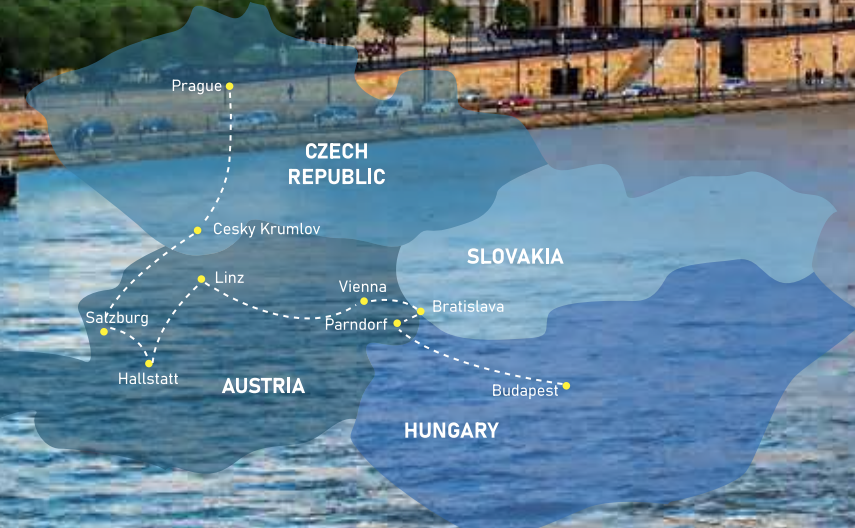 Prague
CZECH
REPUBLIC
Cesky Krumlov
SLOVAKIA
Linz
Vienna
Bratislava
Salzburg
Parndorf
Hallstatt
AUSTRIA
Budapest
HUNGARY